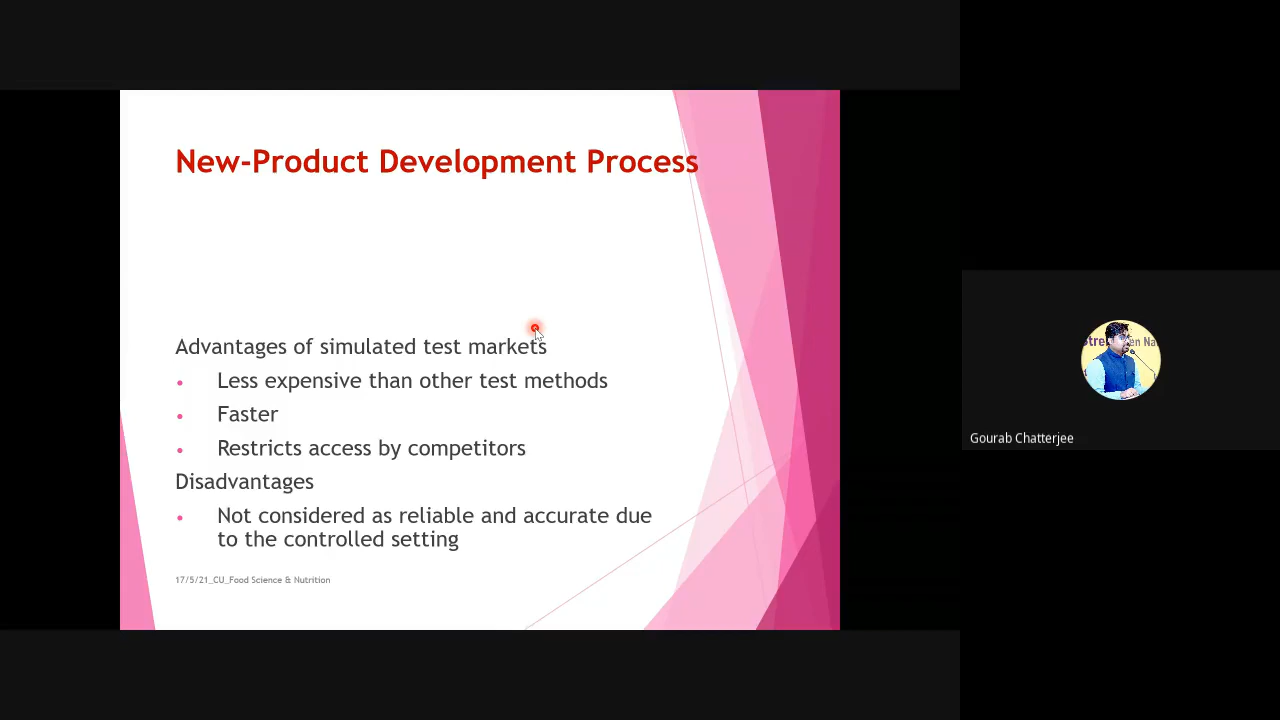 New-Product Development Process
Advantages of simulated test markets
• Less expensive than other test methods
• Faster
• Restricts access by competitors
Disadvantages
• Not considered as reliable and accurate due
to the controlled setting
17/5/21_CU_Food Science & Nutrition
Gourab Chatterjee